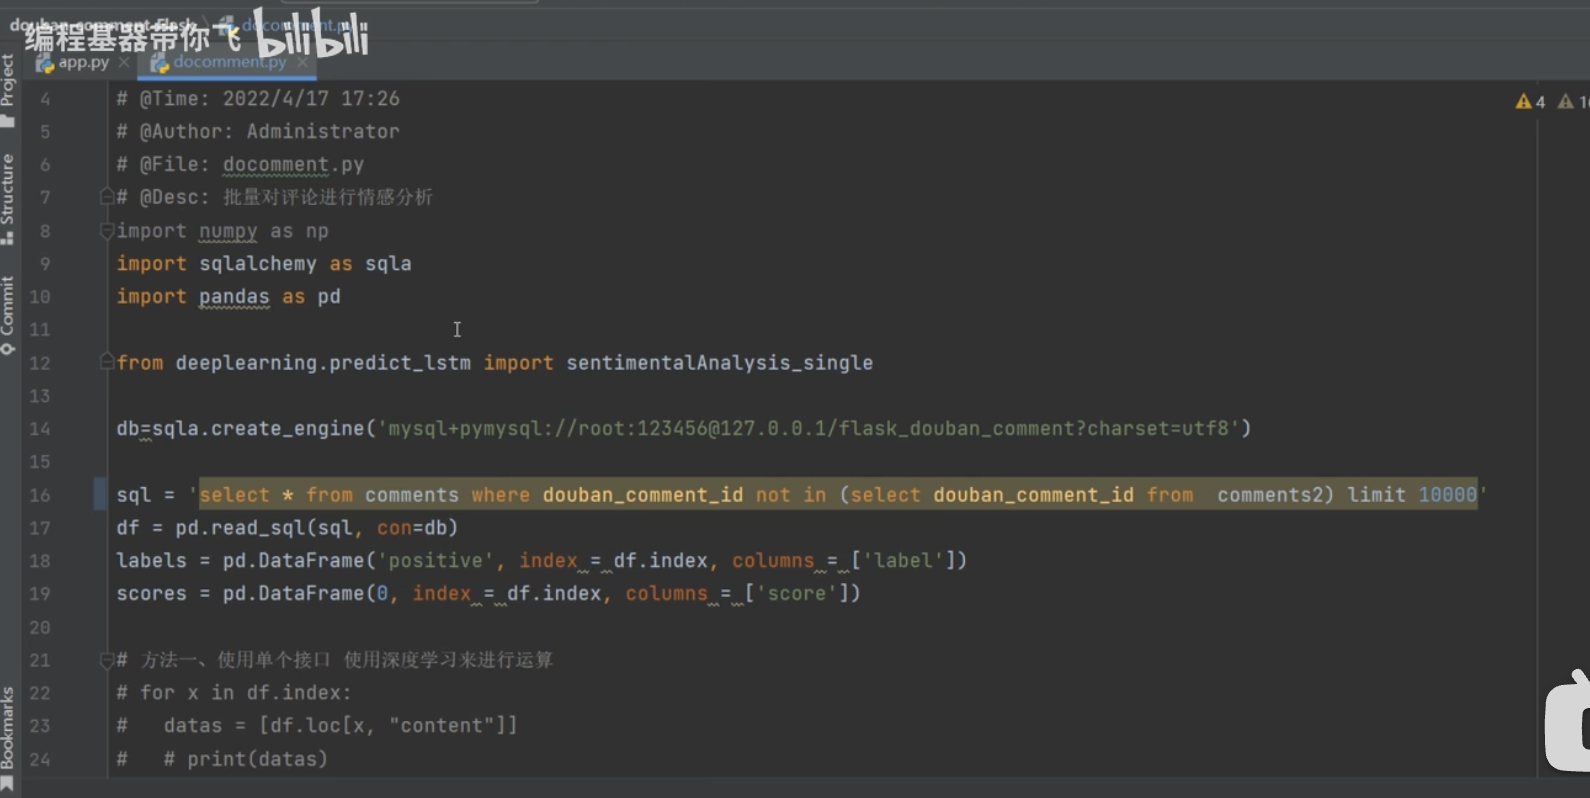 douban-comment-flask docomment.py
编程基器带你飞 bilibili
app.py docomment.py
Project
Structure
Commit
Bookmarks
4 # @Time: 2022/4/17 17:26
4
5 # @Author: Administrator
6 # @File: docomment.py
7 # @Desc: 批量对评论进行情感分析
8 import numpy as np
9 import sqlalchemy as sqla
10 import pandas as pd
11
12 from deeplearning.predict_lstm import sentimentalAnalysis_single
13
14 db=sqla.create_engine('mysql+pymysql://root:123456@127.0.0.1/flask_douban_comment?charset=utf8')
15
16 sql = 'select * from comments where douban_comment_id not in (select douban_comment_id from  comments2) limit 10000'
17 df = pd.read_sql(sql, con=db)
18 labels = pd.DataFrame('positive', index = df.index, columns = ['label'])
19 scores = pd.DataFrame(0, index = df.index, columns = ['score'])
20
21 # 方法一、使用单个接口 使用深度学习来进行运算
22 # for x in df.index:
23 #   datas = [df.loc[x, "content"]]
24 #   # print(datas)